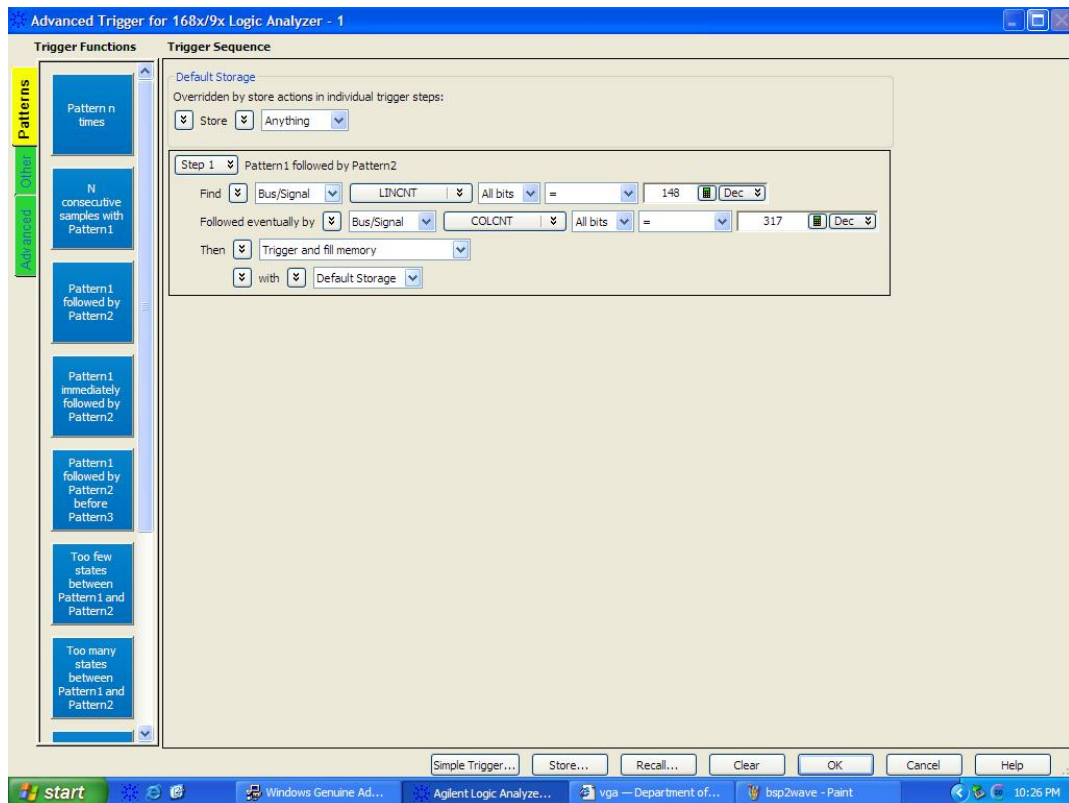 Advanced Trigger for 168x/9x Logic Analyzer - 1
Trigger Functions
Trigger Sequence
Patterns
Other
Advanced
Pattern n
times
N
consecutive
samples with
Pattern1
Pattern1
followed by
Pattern2
Pattern1
immediately
followed by
Pattern2
Pattern1
followed by
Pattern2
before
Pattern3
Too few
states
between
Pattern1 and
Pattern2
Too many
states
between
Pattern1 and
Pattern2
Default Storage
Overridden by store actions in individual trigger steps:
Store Anything
Step 1 Pattern1 followed by Pattern2
Find Bus/Signal LINCNT All bits = 148 Dec
Followed eventually by Bus/Signal COLCNT All bits = 317 Dec
Then Trigger and fill memory
with Default Storage
Simple Trigger... Store... Recall... Clear OK Cancel Help
start Windows Genuine Ad... Agilent Logic Analyze... vga — Department of... bsp2wave - Paint 10:26 PM